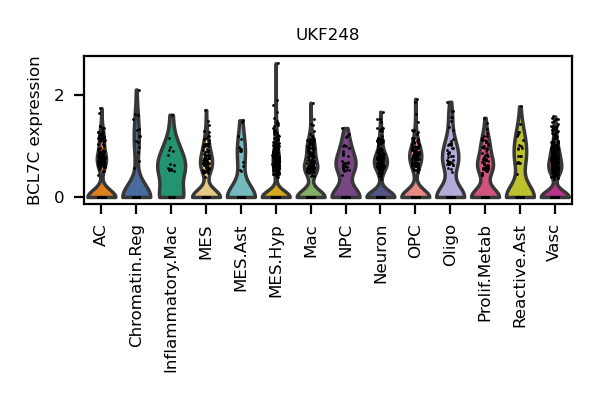 UKF248
BCL7C expression
2
0
AC
Chromatin.Reg
Inflammatory.Mac
MES
MES.Ast
MES.Hyp
Mac
NPC
Neuron
OPC
Oligo
Prolif.Metab
Reactive.Ast
Vasc